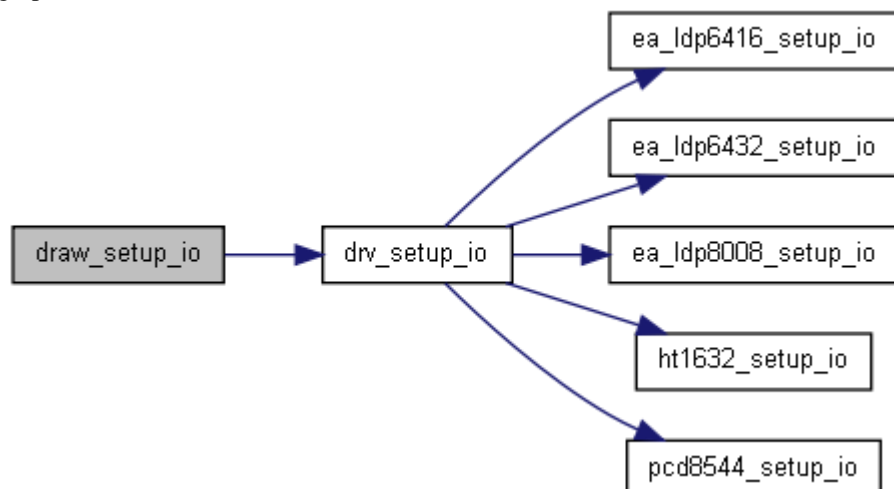 ea_ldp6416_setup_io
ea_ldp6432_setup_io
draw_setup_io
drv_setup_io
ea_ldp8008_setup_io
ht1632_setup_io
pcd8544_setup_io